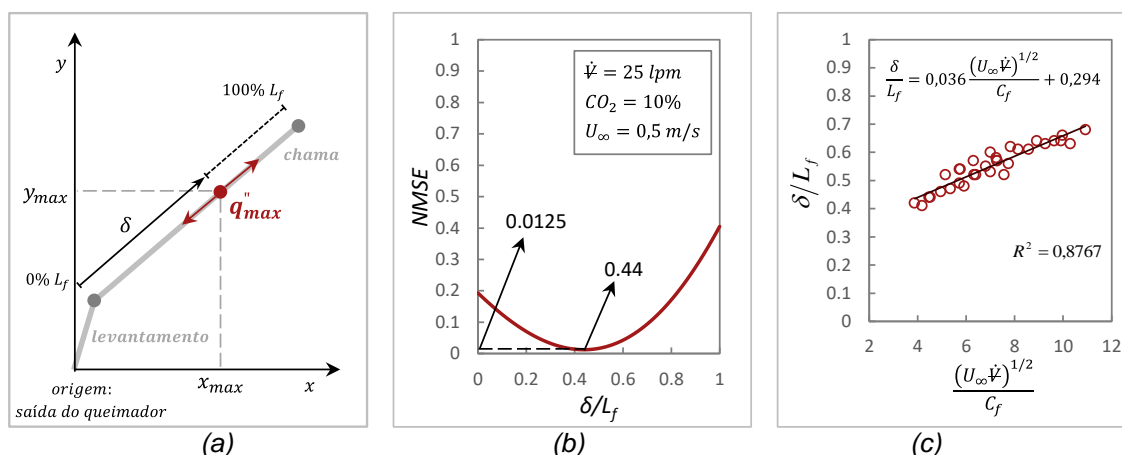 y
100% L_f
chama
y_max
q"_max
δ
0% L_f
levantamento
x_max
x
origem:
saída do queimador
(a)
1
0.9
0.8
0.7
0.6
0.5
0.4
0.3
0.2
0.1
0
NMSE
V̶̇ = 25 lpm
CO₂ = 10%
U∞ = 0,5 m/s
0.0125
0.44
0 0.2 0.4 0.6 0.8 1
δ/L_f
(b)
1
0.9
0.8
0.7
0.6
0.5
0.4
0.3
0.2
0.1
0
δ/L_f
δ/L_f = 0,036 (U∞V̶̇)^1/2/C_f + 0,294
R² = 0,8767
2 4 6 8 10 12
(U∞V̶̇)^1/2/C_f
(c)